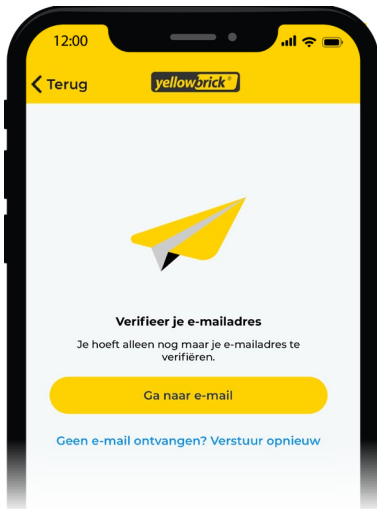 12:00
Terug
yellowbrick®
Verifieer je e-mailadres
Je hoeft alleen nog maar je e-mailadres te
verifiëren.
Ga naar e-mail
Geen e-mail ontvangen? Verstuur opnieuw